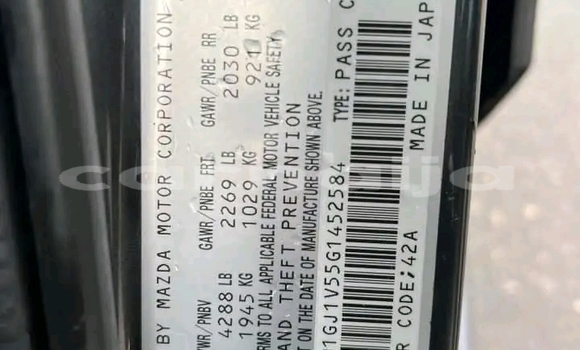 BY MAZDA MOTOR CORPORATION
VWR/PNBV GAWR/PNBE FRT GAWR/PNBE RR
4288 LB 2269 LB 2030 LB
1945 KG 1029 KG 921 KG
RMS TO ALL APPLICABLE FEDERAL MOTOR VEHICLE SAFETY
AND THEFT PREVENTION
T ON THE DATE OF MANUFACTURE SHOWN ABOVE.
1GJ1V55G1452584 TYPE: PASS C
R CODE;42A MADE IN JAP